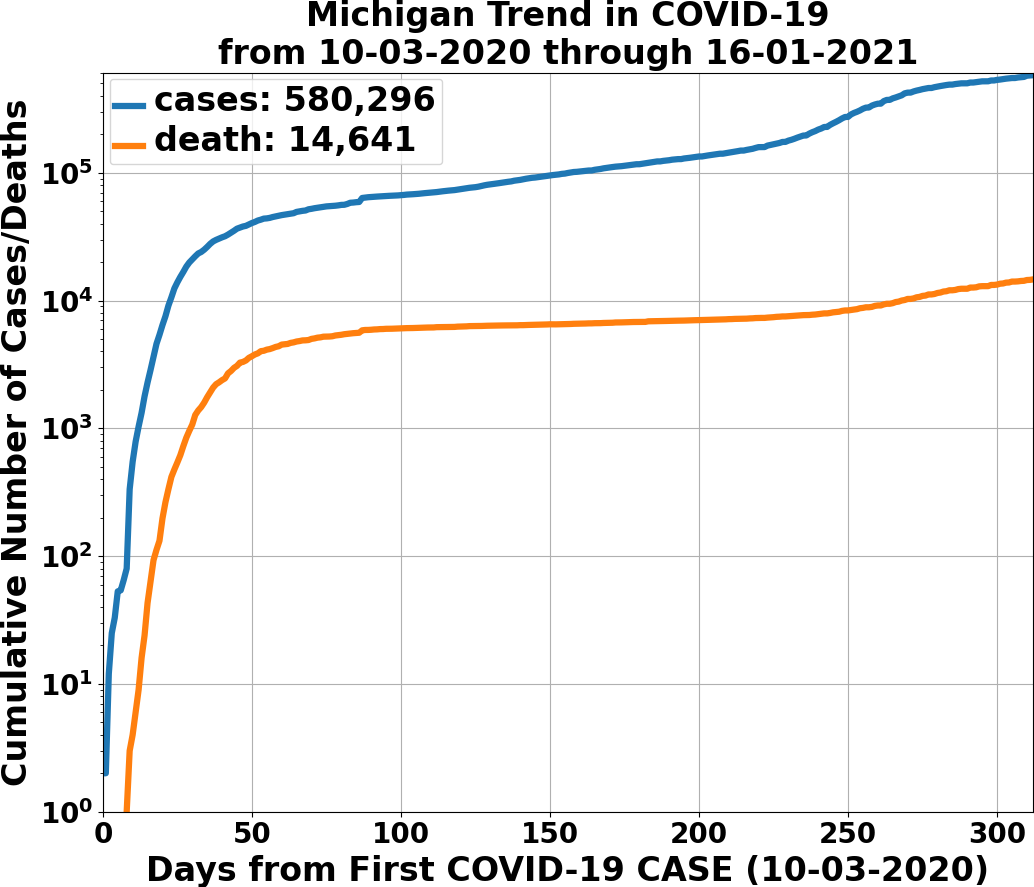 Michigan Trend in COVID-19
from 10-03-2020 through 16-01-2021
cases: 580,296
death: 14,641
Cumulative Number of Cases/Deaths
10⁵
10⁴
10³
10²
10¹
10⁰
0 50 100 150 200 250 300
Days from First COVID-19 CASE (10-03-2020)